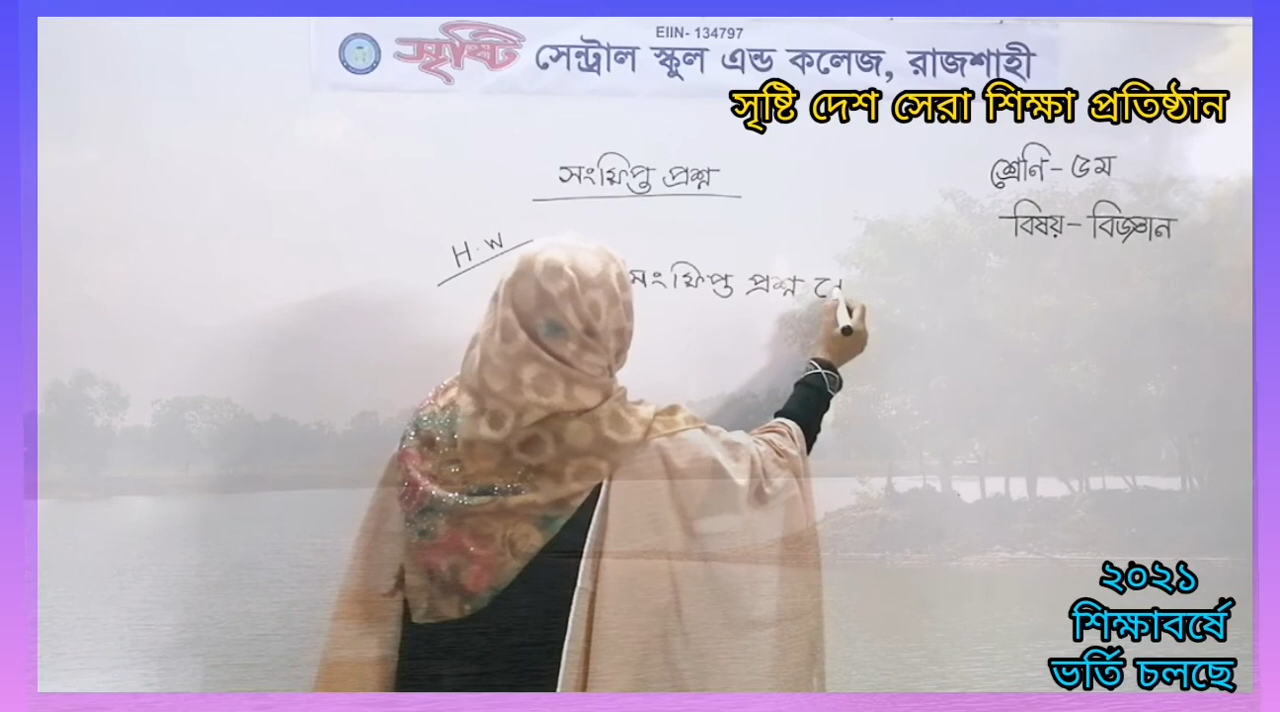 EIIN- 134797
সৃষ্টি সেন্ট্রাল স্কুল এন্ড কলেজ, রাজশাহী
সৃষ্টি দেশ সেরা শিক্ষা প্রতিষ্ঠান
সংক্ষিপ্ত প্রশ্ন
শ্রেণি - ৫ম
বিষয় - বিজ্ঞান
H.W
সংক্ষিপ্ত প্রশ্ন
২০২১
শিক্ষাবর্ষে
ভর্তি চলছে